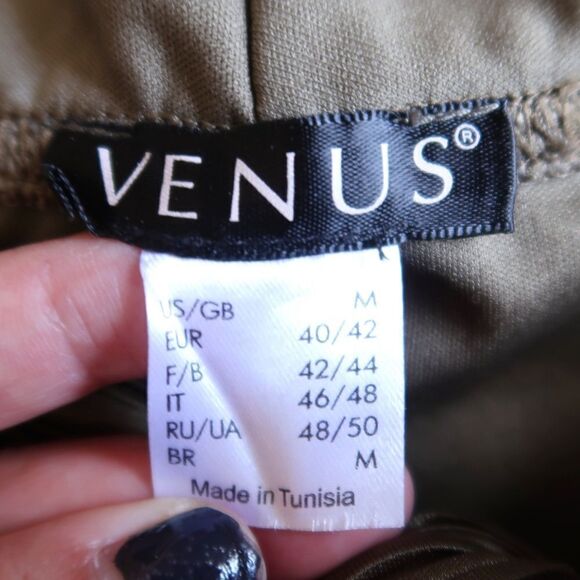 VENUS®
US/GB M
EUR 40/42
F/B 42/44
IT 46/48
RU/UA 48/50
BR M
Made in Tunisia